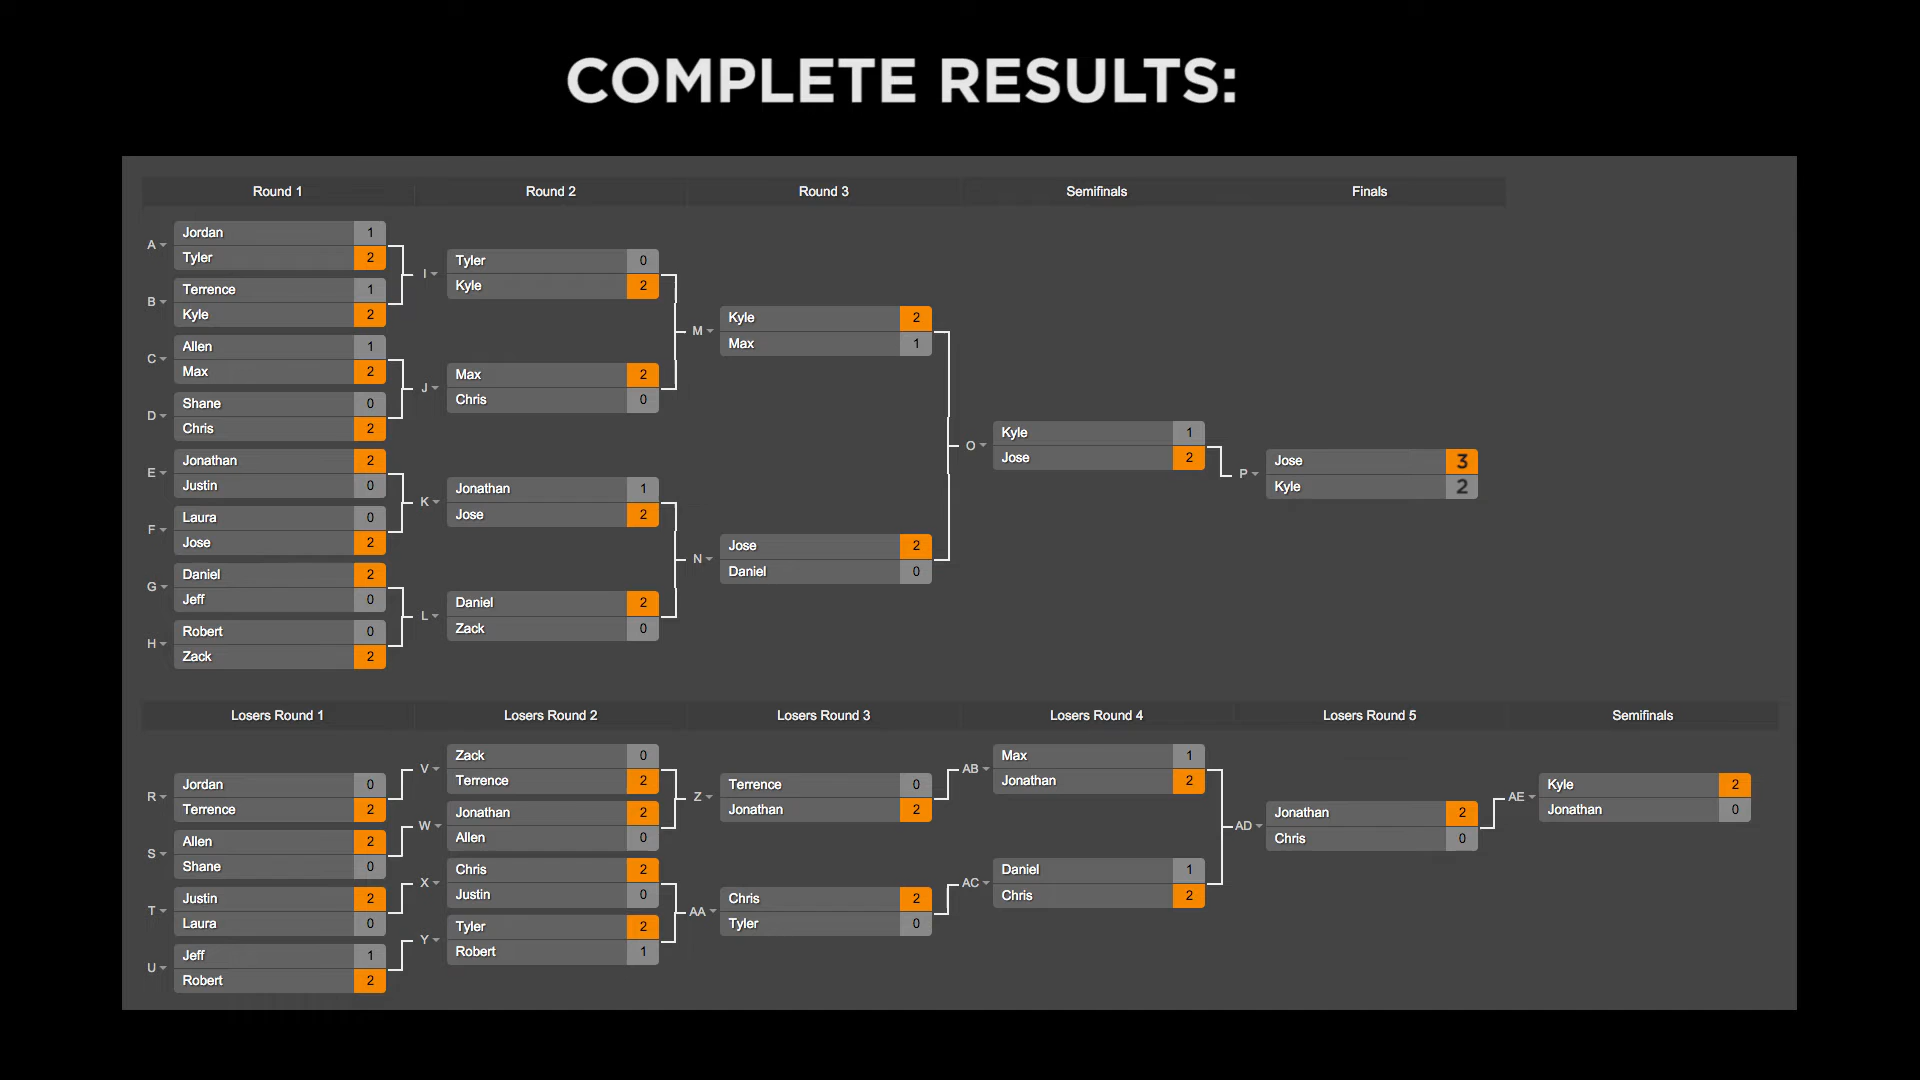 COMPLETE RESULTS:
Round 1 Round 2 Round 3 Semifinals Finals
A
Jordan 1
Tyler 2
B
Terrence 1
Kyle 2
C
Allen 1
Max 2
D
Shane 0
Chris 2
E
Jonathan 2
Justin 0
F
Laura 0
Jose 2
G
Daniel 2
Jeff 0
H
Robert 0
Zack 2
I
Tyler 0
Kyle 2
J
Max 2
Chris 0
K
Jonathan 1
Jose 2
L
Daniel 2
Zack 0
M
Kyle 2
Max 1
N
Jose 2
Daniel 0
O
Kyle 1
Jose 2
P
Jose 3
Kyle 2
Losers Round 1 Losers Round 2 Losers Round 3 Losers Round 4 Losers Round 5 Semifinals
R
Jordan 0
Terrence 2
S
Allen 2
Shane 0
T
Justin 2
Laura 0
U
Jeff 1
Robert 2
V
Zack 0
Terrence 2
W
Jonathan 2
Allen 0
X
Chris 2
Justin 0
Y
Tyler 2
Robert 1
Z
Terrence 0
Jonathan 2
AA
Chris 2
Tyler 0
AB
Max 1
Jonathan 2
AC
Daniel 1
Chris 2
AD
Jonathan 2
Chris 0
AE
Kyle 2
Jonathan 0